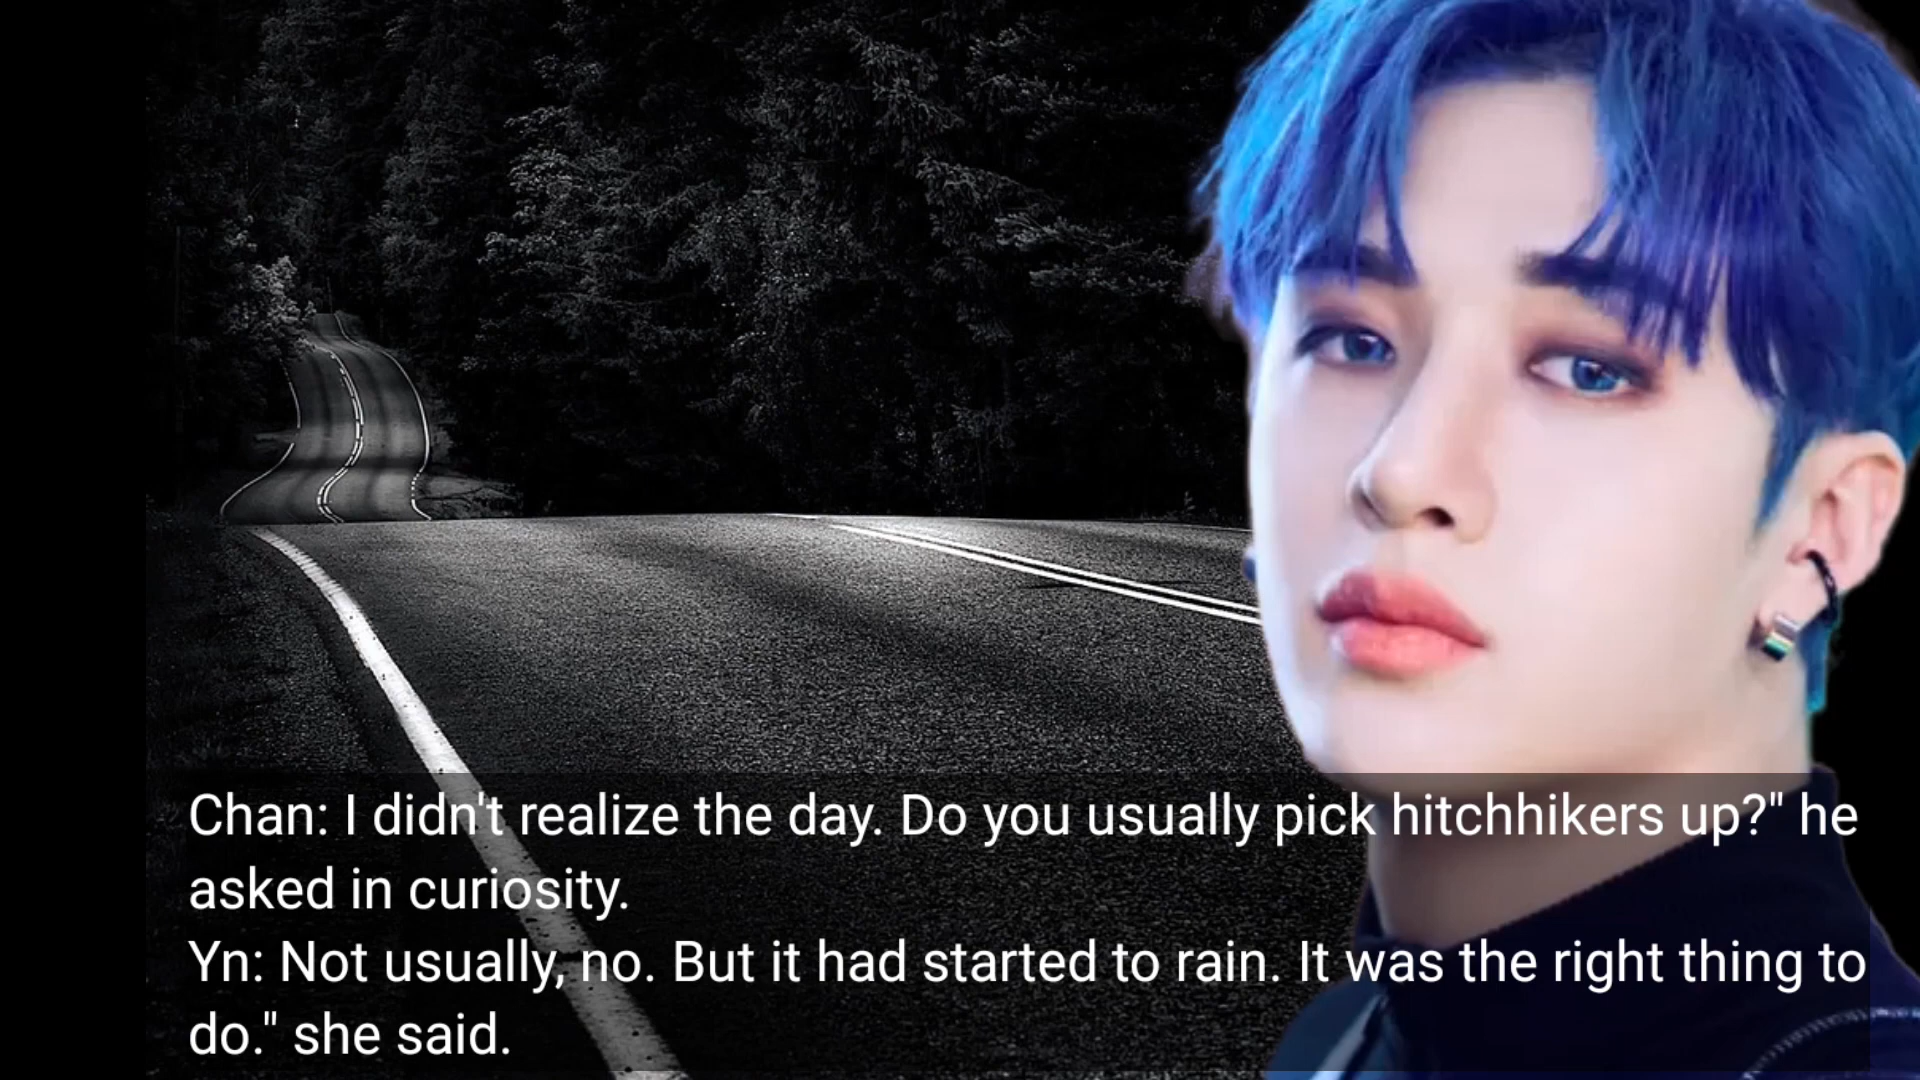 Chan: I didn't realize the day. Do you usually pick hitchhikers up?" he
asked in curiosity.
Yn: Not usually, no. But it had started to rain. It was the right thing to
do." she said.